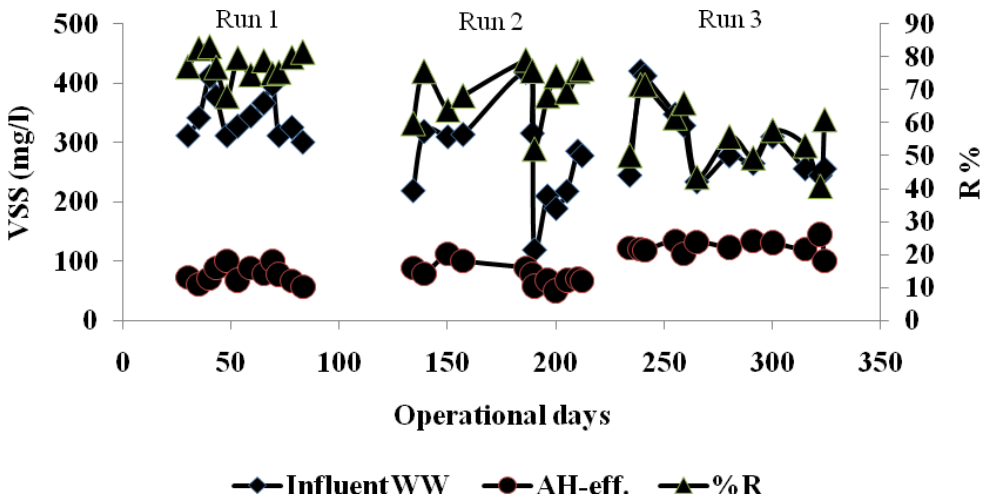 Run 1 Run 2 Run 3
500 90
80
400 70
60
300 50
200 40
30
100 20
10
0 0
VSS (mg/l)
R %
0 50 100 150 200 250 300 350
Operational days
Influent WW AH-eff. %R